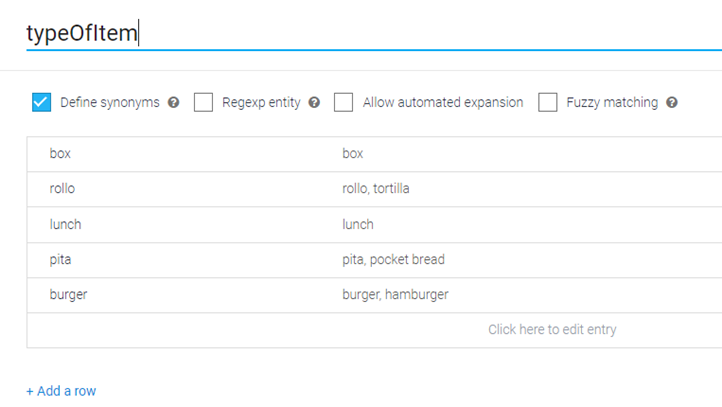 typeOfItem
Define synonyms ? Regexp entity ? Allow automated expansion Fuzzy matching ?
box box
rollo rollo, tortilla
lunch lunch
pita pita, pocket bread
burger burger, hamburger
Click here to edit entry
+ Add a row